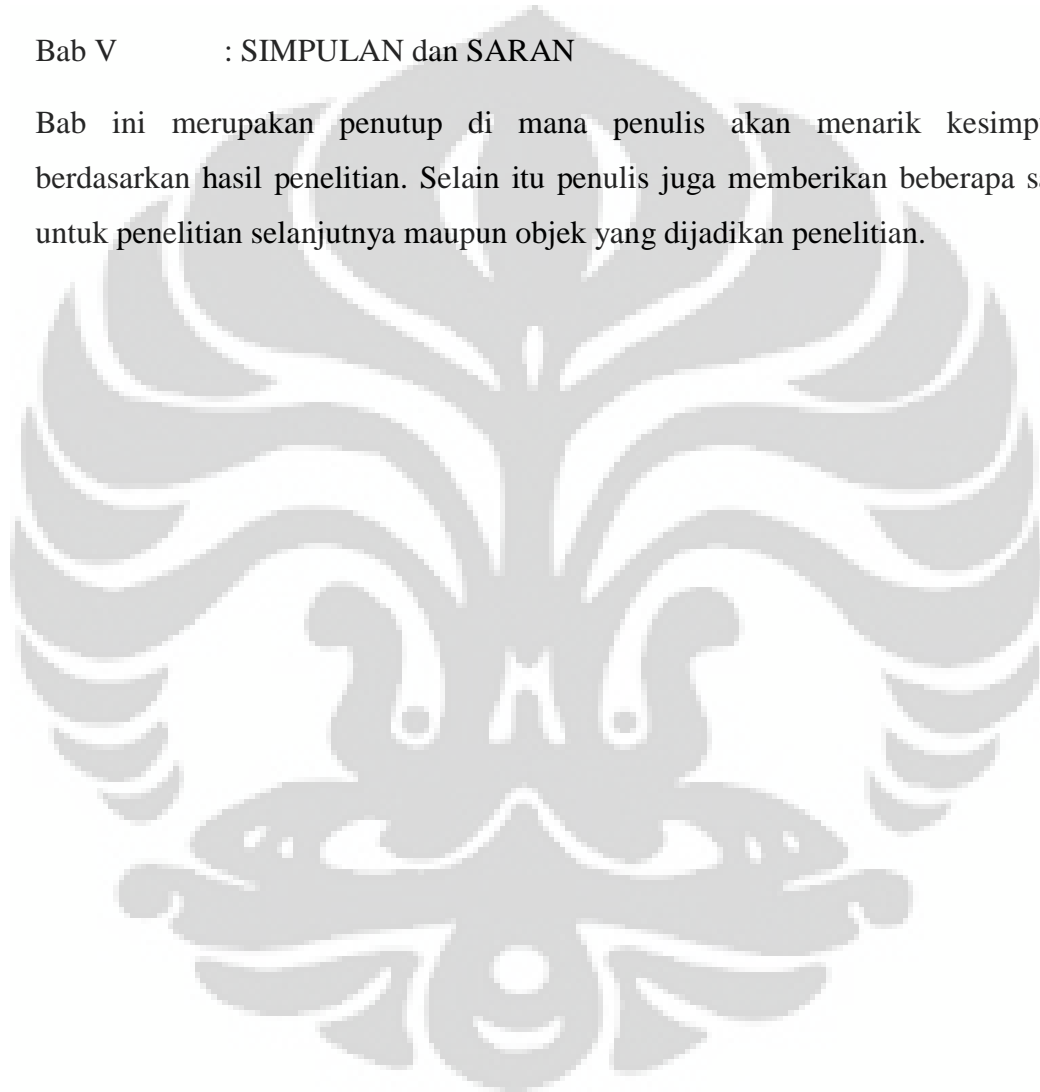 Bab V : SIMPULAN dan SARAN
Bab ini merupakan penutup di mana penulis akan menarik
berdasarkan hasil penelitian. Selain itu penulis juga memberikan beberapa
untuk penelitian selanjutnya maupun objek yang dijadikan penelitian.